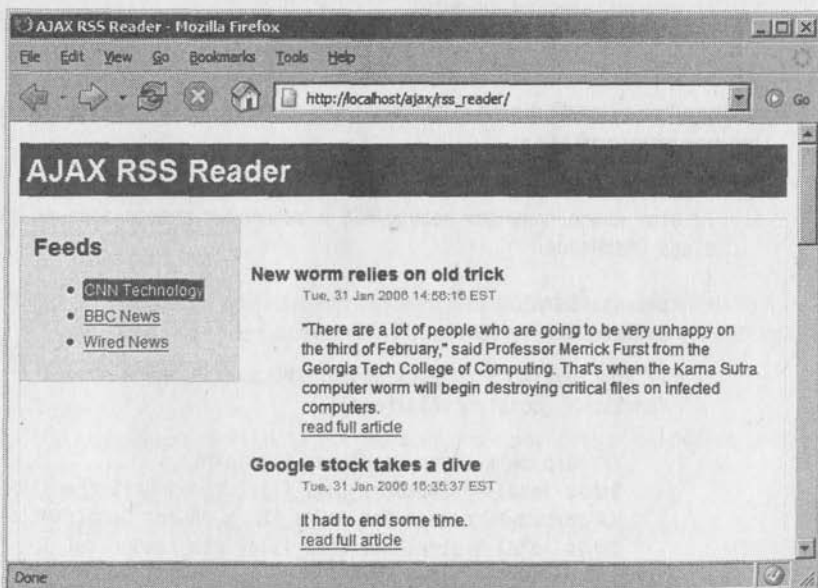 AJAX RSS Reader - Mozilla Firefox
File Edit View Go Bookmarks Tools Help
http://localhost/ajax/rss_reader/
Go
AJAX RSS Reader
Feeds
CNN Technology
BBC News
Wired News
New worm relies on old trick
Tue, 31 Jan 2006 14:56:16 EST
"There are a lot of people who are going to be very unhappy on
the third of February," said Professor Merrick Furst from the
Georgia Tech College of Computing. That's when the Kama Sutra
computer worm will begin destroying critical files on infected
computers.
read full article
Google stock takes a dive
Tue, 31 Jan 2006 16:35:37 EST
It had to end some time.
read full article
Done